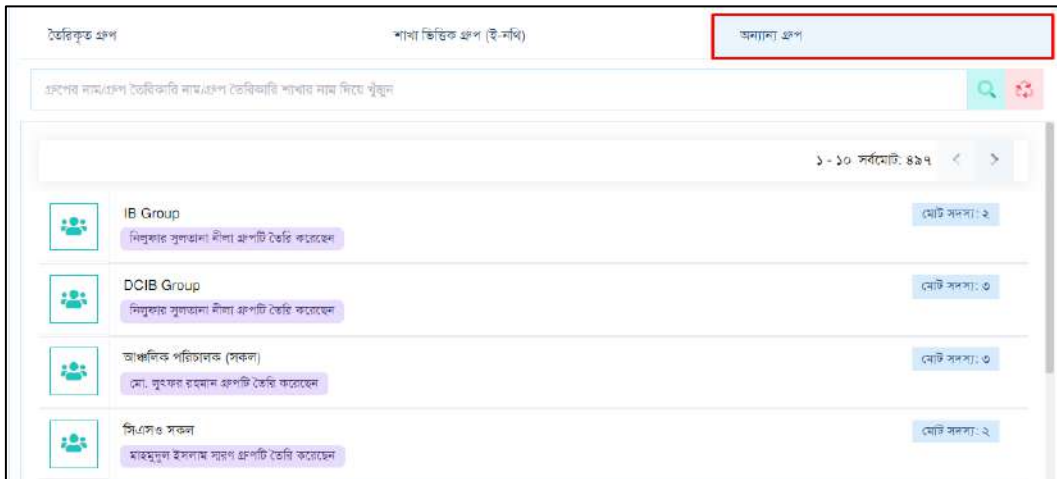 তৈরিকৃত গ্রুপ শাখা ভিত্তিক গ্রুপ (ই-নথি) অন্যান্য গ্রুপ
গ্রুপের নাম/গ্রুপ তৈরিকারি নাম/গ্রুপ তৈরিকারি শাখার নাম দিয়ে খুঁজুন
১ - ১০ সর্বমোট: ৪৯৭
IB Group মোট সদস্য: ২
নিলুফার সুলতানা নীলা গ্রুপটি তৈরি করেছেন
DCIB Group মোট সদস্য: ৩
নিলুফার সুলতানা নীলা গ্রুপটি তৈরি করেছেন
আঞ্চলিক পরিচালক (সকল) মোট সদস্য: ৩
মো. লুৎফর রহমান গ্রুপটি তৈরি করেছেন
সিএসও সকল মোট সদস্য: ২
মাহমুদুল ইসলাম স্মরণ গ্রুপটি তৈরি করেছেন